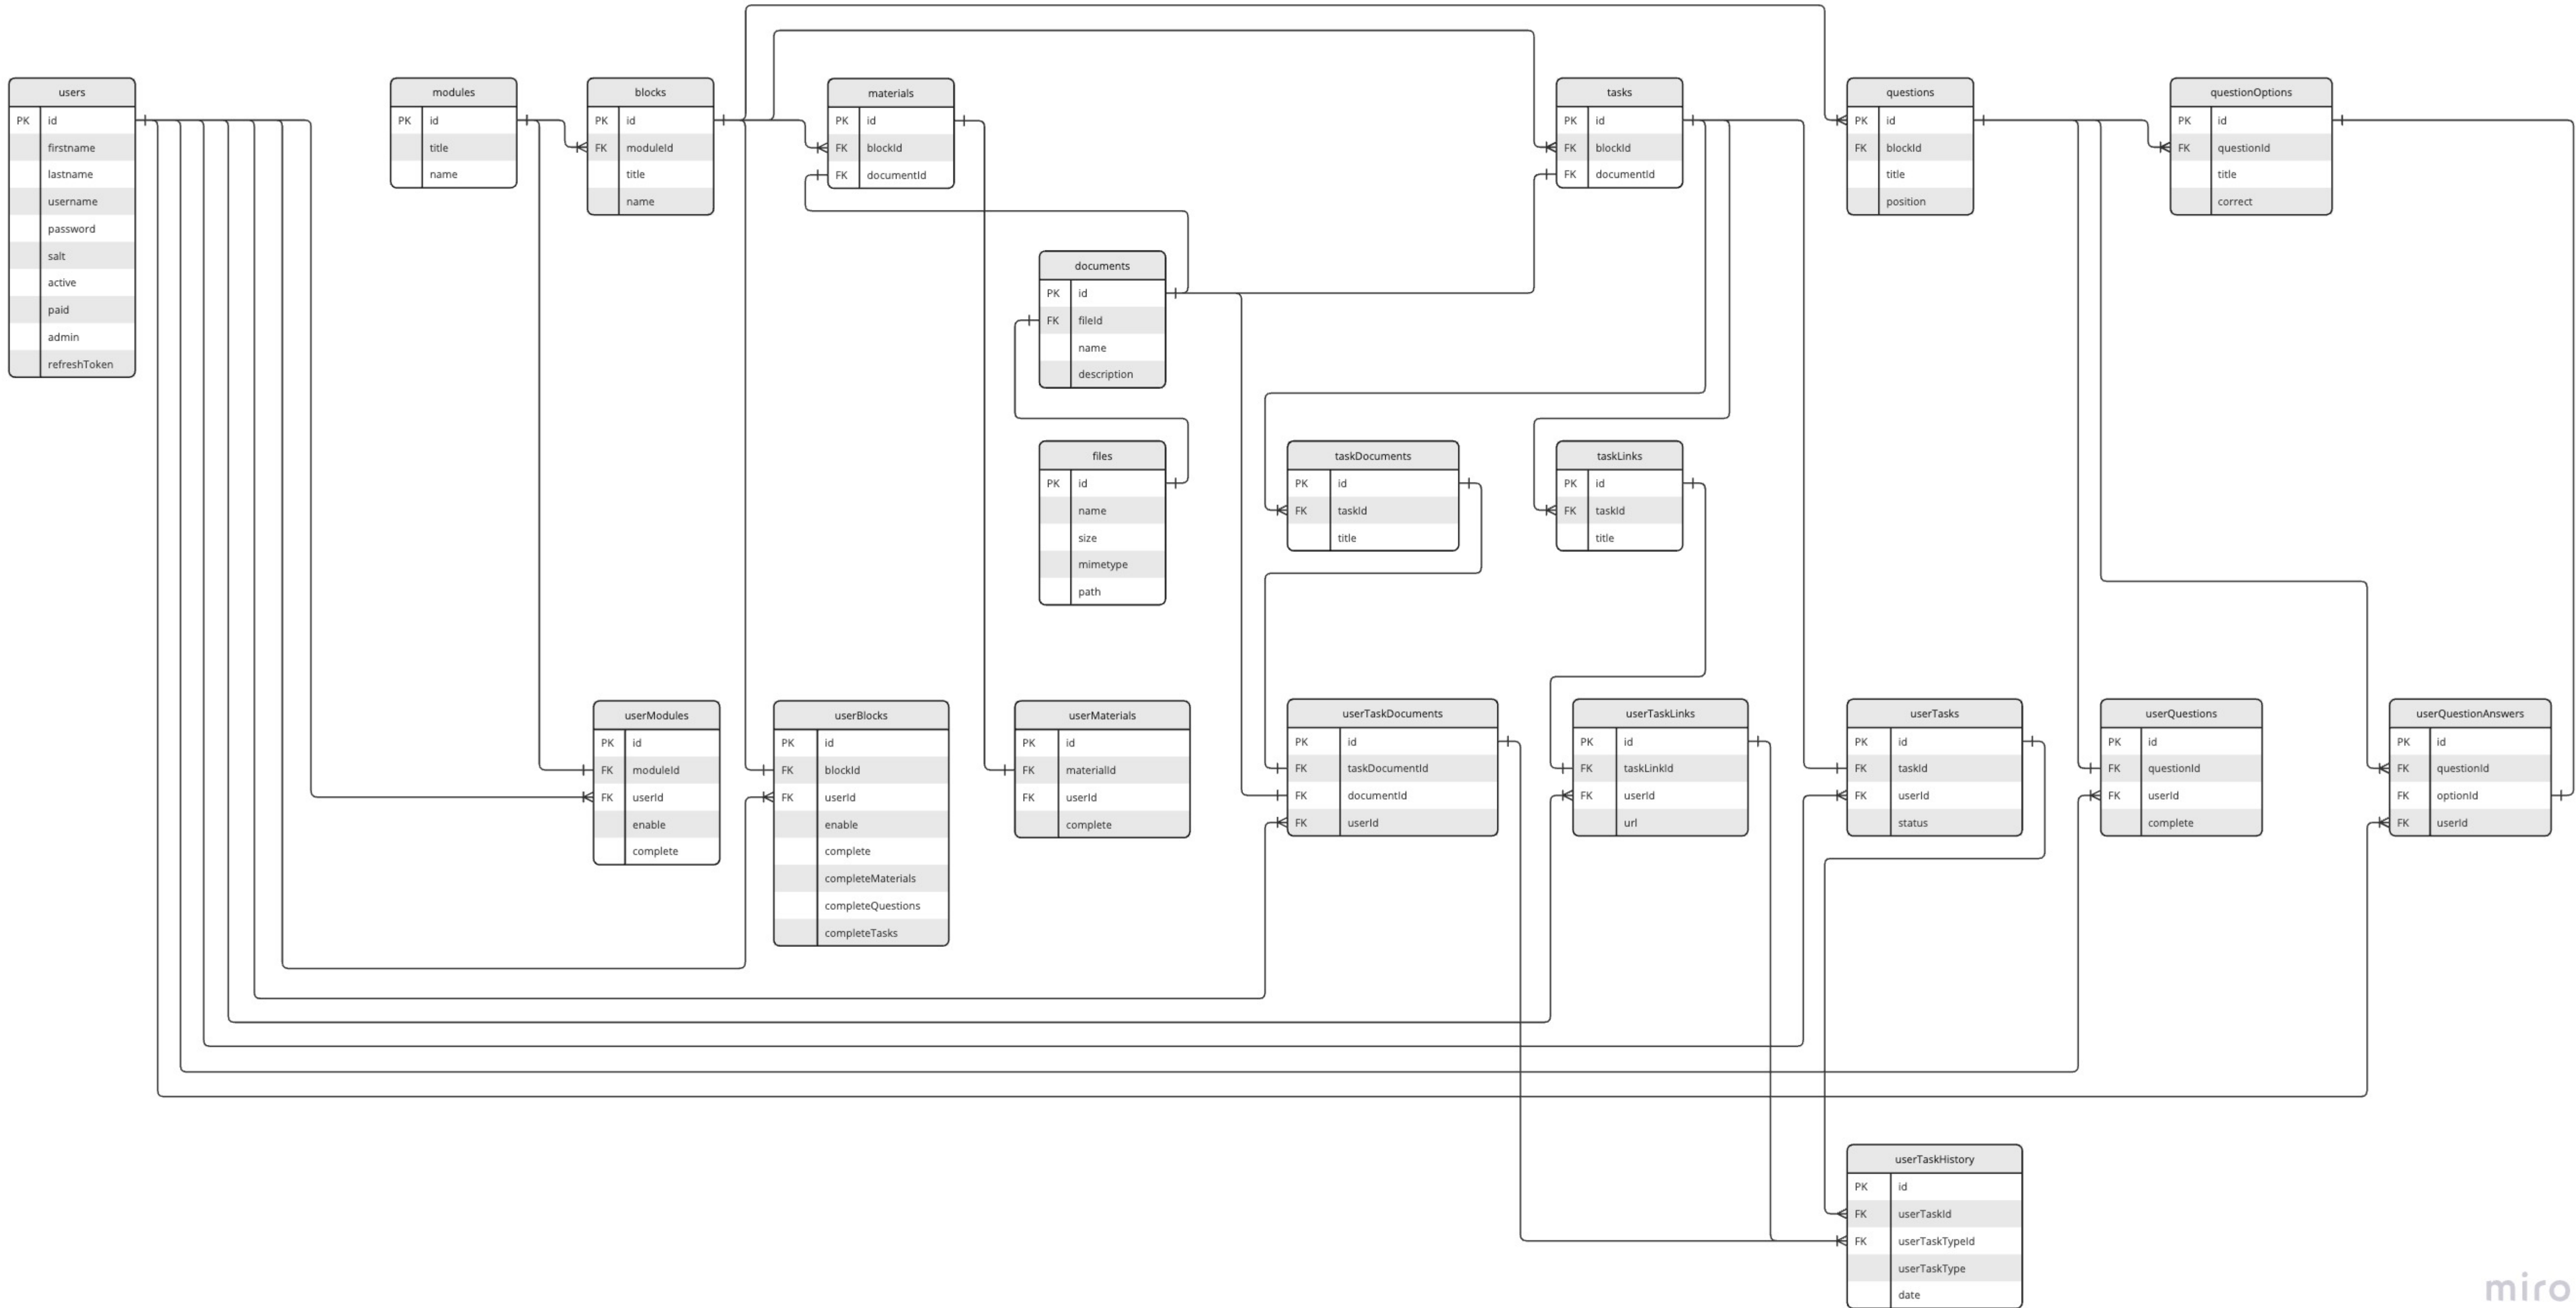 users
PK id
firstname
lastname
username
password
salt
active
paid
admin
refreshToken
modules
PK id
title
name
blocks
PK id
FK moduleId
title
name
materials
PK id
FK blockId
FK documentId
tasks
PK id
FK blockId
FK documentId
questions
PK id
FK blockId
title
position
questionOptions
PK id
FK questionId
title
correct
documents
PK id
FK fileId
name
description
files
PK id
name
size
mimetype
path
taskDocuments
PK id
FK taskId
title
taskLinks
PK id
FK taskId
title
userModules
PK id
FK moduleId
FK userId
enable
complete
userBlocks
PK id
FK blockId
FK userId
enable
complete
completeMaterials
completeQuestions
completeTasks
userMaterials
PK id
FK materialId
FK userId
complete
userTaskDocuments
PK id
FK taskDocumentId
FK documentId
FK userId
userTaskLinks
PK id
FK taskLinkId
FK userId
url
userTasks
PK id
FK taskId
FK userId
status
userQuestions
PK id
FK questionId
FK userId
complete
userQuestionAnswers
PK id
FK questionId
FK optionId
FK userId
userTaskHistory
PK id
FK userTaskId
FK userTaskTypeId
userTaskType
date
miro